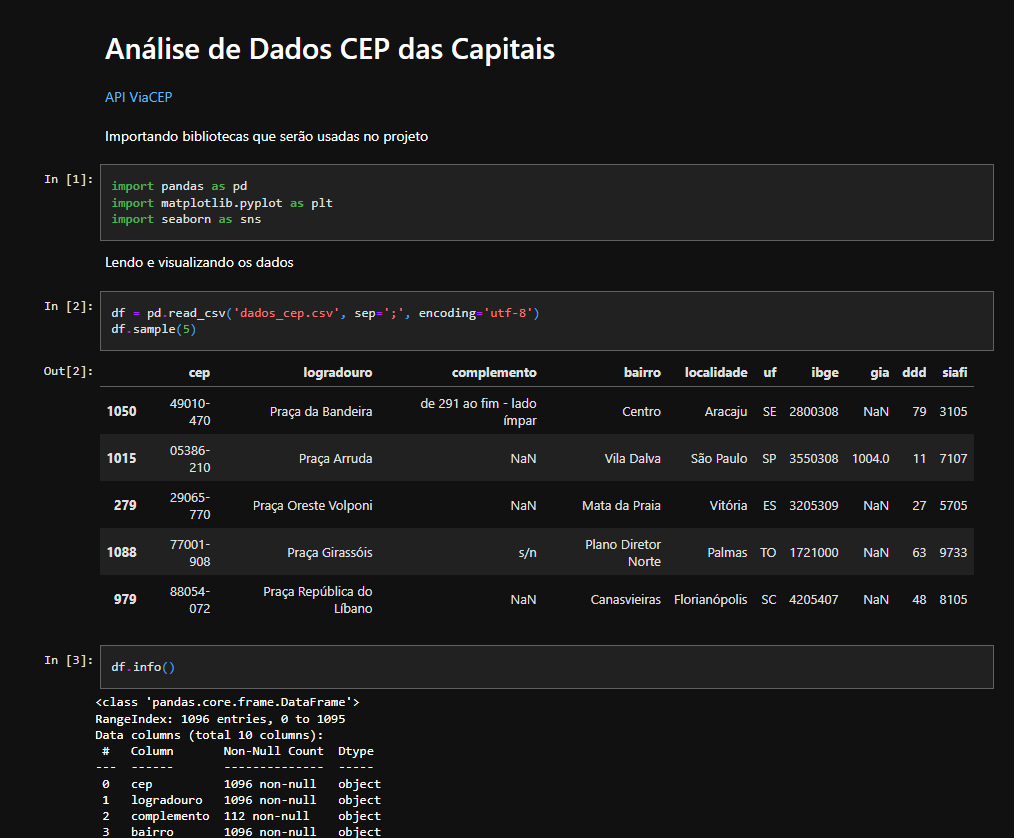 Análise de Dados CEP das Capitais
API ViaCEP
Importando bibliotecas que serão usadas no projeto
In [1]:
import pandas as pd
import matplotlib.pyplot as plt
import seaborn as sns
Lendo e visualizando os dados
In [2]:
df = pd.read_csv('dados_cep.csv', sep=';', encoding='utf-8')
df.sample(5)
Out[2]:
cep logradouro complemento bairro localidade uf ibge gia ddd siafi
1050 49010-470 Praça da Bandeira de 291 ao fim - lado ímpar Centro Aracaju SE 2800308 NaN 79 3105
1015 05386-210 Praça Arruda NaN Vila Dalva São Paulo SP 3550308 1004.0 11 7107
279 29065-770 Praça Oreste Volponi NaN Mata da Praia Vitória ES 3205309 NaN 27 5705
1088 77001-908 Praça Girassóis s/n Plano Diretor Norte Palmas TO 1721000 NaN 63 9733
979 88054-072 Praça República do Líbano NaN Canasvieiras Florianópolis SC 4205407 NaN 48 8105
In [3]:
df.info()
<class 'pandas.core.frame.DataFrame'>
RangeIndex: 1096 entries, 0 to 1095
Data columns (total 10 columns):
# Column Non-Null Count Dtype
--- ------ -------------- -----
0 cep 1096 non-null object
1 logradouro 1096 non-null object
2 complemento 112 non-null object
3 bairro 1096 non-null object